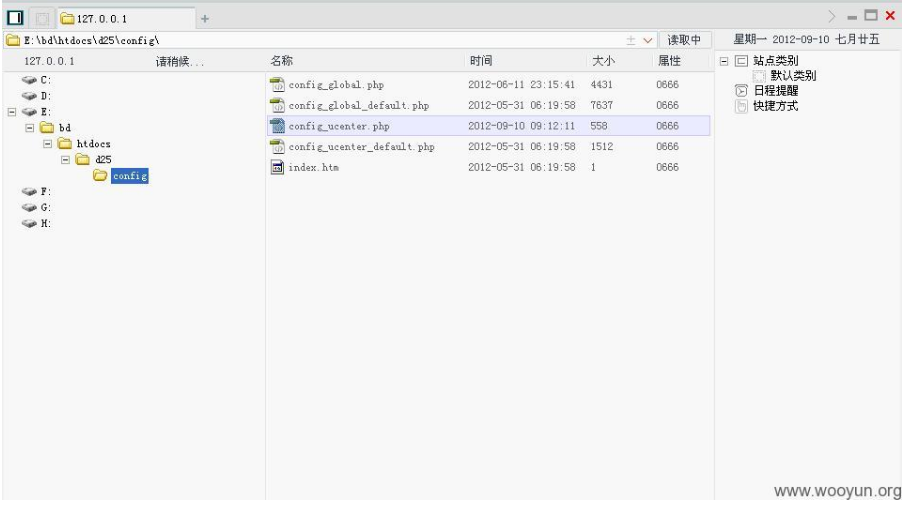 127.0.0.1 +
E:\bd\htdocs\d25\config\ 读取中 星期一 2012-09-10 七月廿五
127.0.0.1 请稍候... 名称 时间 大小 属性
C:
D:
E:
bd
htdocs
d25
config
F:
G:
H:
config_global.php 2012-06-11 23:15:41 4431 0666
config_global_default.php 2012-05-31 06:19:58 7637 0666
config_ucenter.php 2012-09-10 09:12:11 558 0666
config_ucenter_default.php 2012-05-31 06:19:58 1512 0666
index.htm 2012-05-31 06:19:58 1 0666
站点类别
默认类别
日程提醒
快捷方式
www.wooyun.org